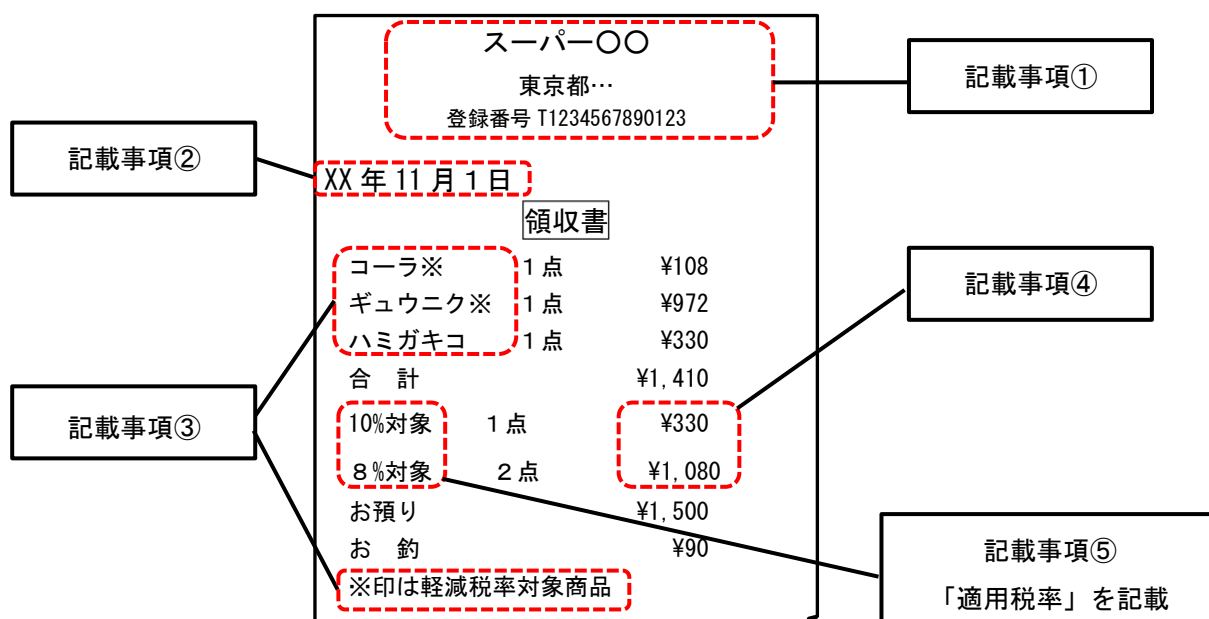 スーパー〇〇
東京都…
登録番号 T1234567890123
記載事項①
記載事項②
XX 年 11 月 1 日
領収書
コーラ※ 1点 ¥108
ギュウニク※ 1点 ¥972
ハミガキコ 1点 ¥330
合 計 ¥1,410
10%対象 1点 ¥330
8%対象 2点 ¥1,080
お預り ¥1,500
お 釣 ¥90
※印は軽減税率対象商品
記載事項③
記載事項④
記載事項⑤
「適用税率」を記載